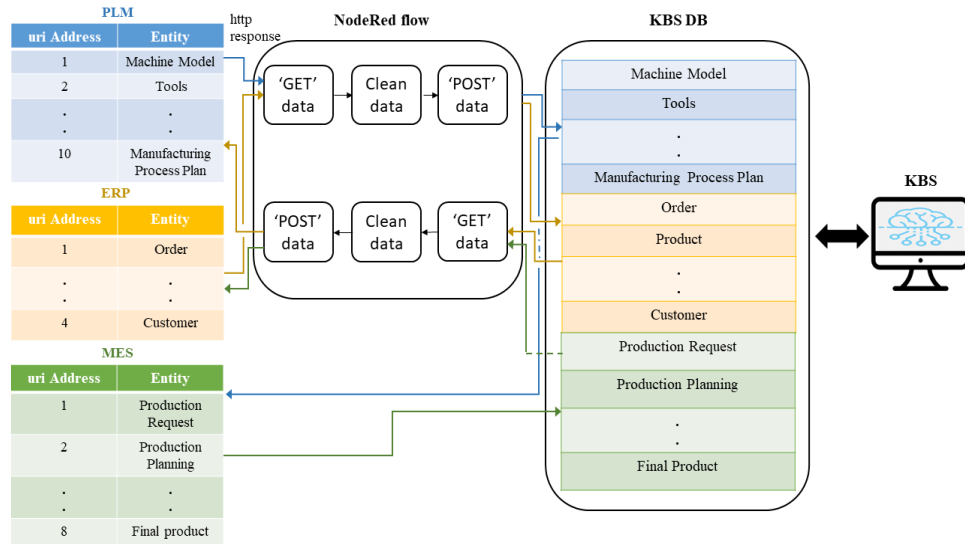 PLM
uri Address Entity
1 Machine Model
2 Tools
. .
. .
10 Manufacturing
Process Plan
ERP
uri Address Entity
1 Order
. .
. .
4 Customer
MES
uri Address Entity
1 Production
Request
2 Production
Planning
. .
. .
8 Final product
http
response
NodeRed flow
‘GET’
data
Clean
data
‘POST’
data
‘POST’
data
Clean
data
‘GET’
data
KBS DB
Machine Model
Tools
.
.
Manufacturing Process Plan
Order
Product
.
.
Customer
Production Request
Production Planning
.
.
Final Product
KBS